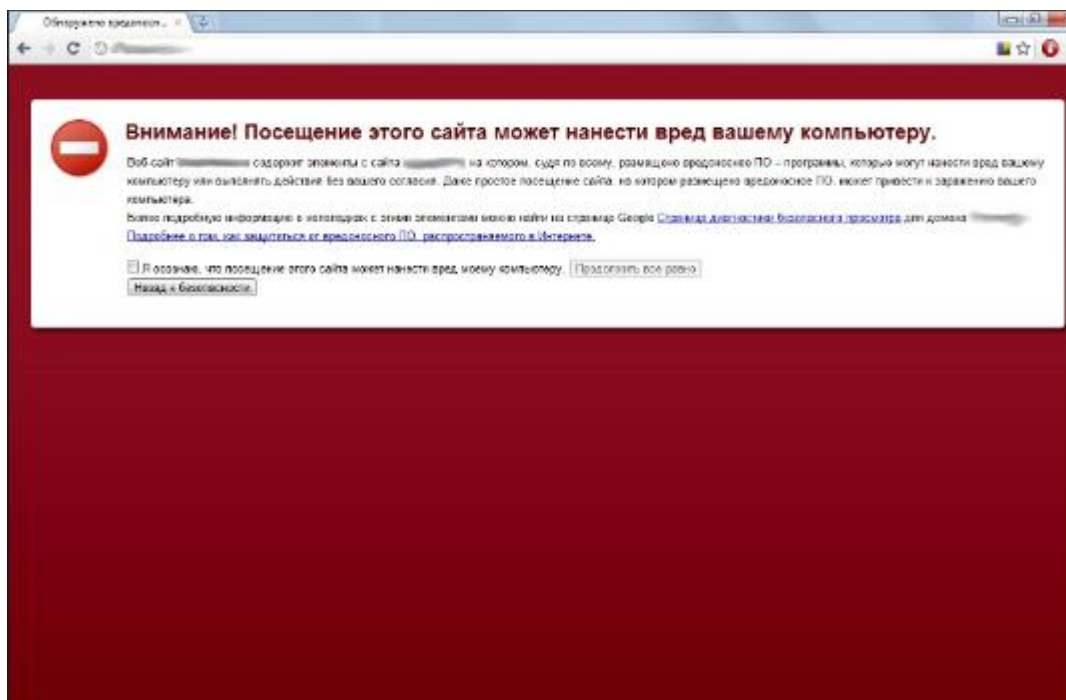 Обнаружено вредоносн...
Внимание! Посещение этого сайта может нанести вред вашему компьютеру.
Веб-сайт содержит элементы с сайта на котором, судя по всему, размещено вредоносное ПО – программы, которые могут нанести вред вашему
компьютеру или выполнять действия без вашего согласия. Даже простое посещение сайта, на котором размещено вредоносное ПО, может привести к заражению вашего
компьютера.
Более подробную информацию о неполадках с этими элементами можно найти на странице Google Страница диагностики безопасного просмотра для домена
Подробнее о том, как защититься от вредоносного ПО, распространяемого в Интернете.
Я осознаю, что посещение этого сайта может нанести вред моему компьютеру. Продолжить все равно
Назад к безопасности